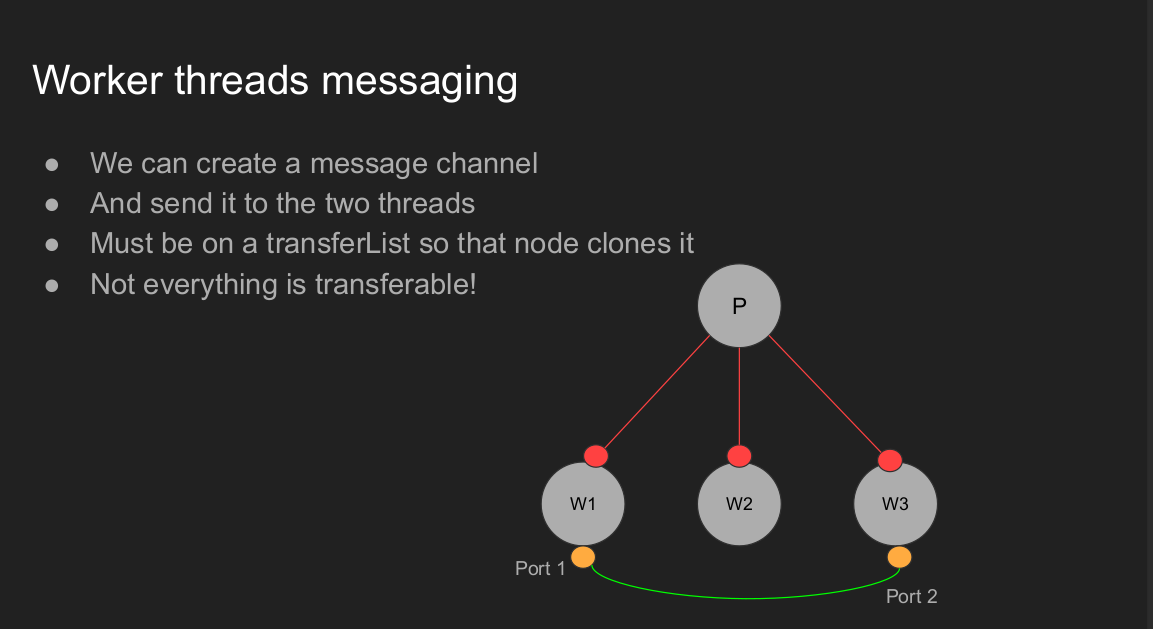 Worker threads messaging
● We can create a message channel
● And send it to the two threads
● Must be on a transferList so that node clones it
● Not everything is transferable!
P
W1
W2
W3
Port 1
Port 2